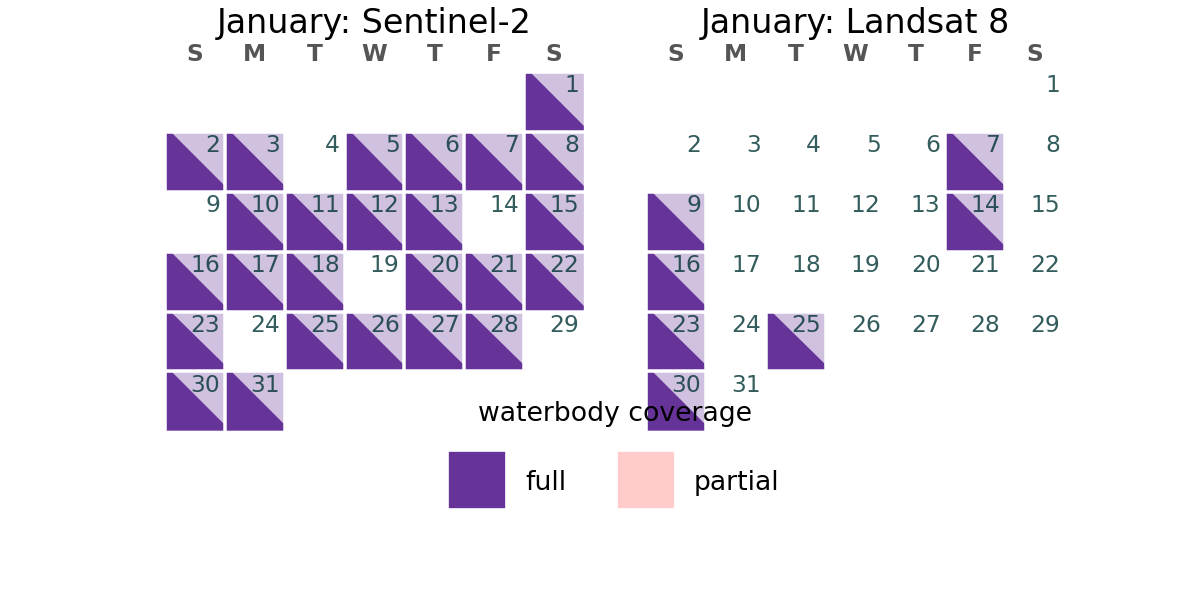 January: Sentinel-2
S M T W T F S
1
2 3 4 5 6 7 8
9 10 11 12 13 14 15
16 17 18 19 20 21 22
23 24 25 26 27 28 29
30 31
January: Landsat 8
S M T W T F S
1
2 3 4 5 6 7 8
9 10 11 12 13 14 15
16 17 18 19 20 21 22
23 24 25 26 27 28 29
30 31
waterbody coverage
full partial